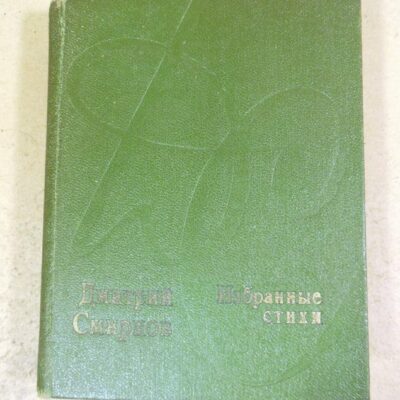 Дмитрий
Смирнов
Избранные
стихи